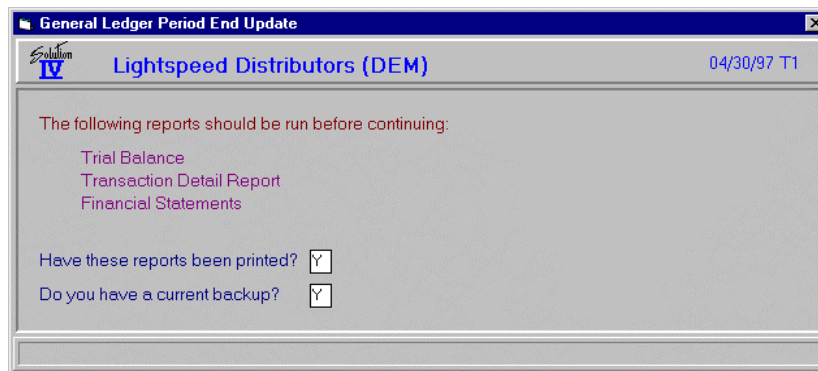 General Ledger Period End Update
Solution
IV
Lightspeed Distributors (DEM)
04/30/97 T1
The following reports should be run before continuing:
Trial Balance
Transaction Detail Report
Financial Statements
Have these reports been printed? Y
Do you have a current backup? Y